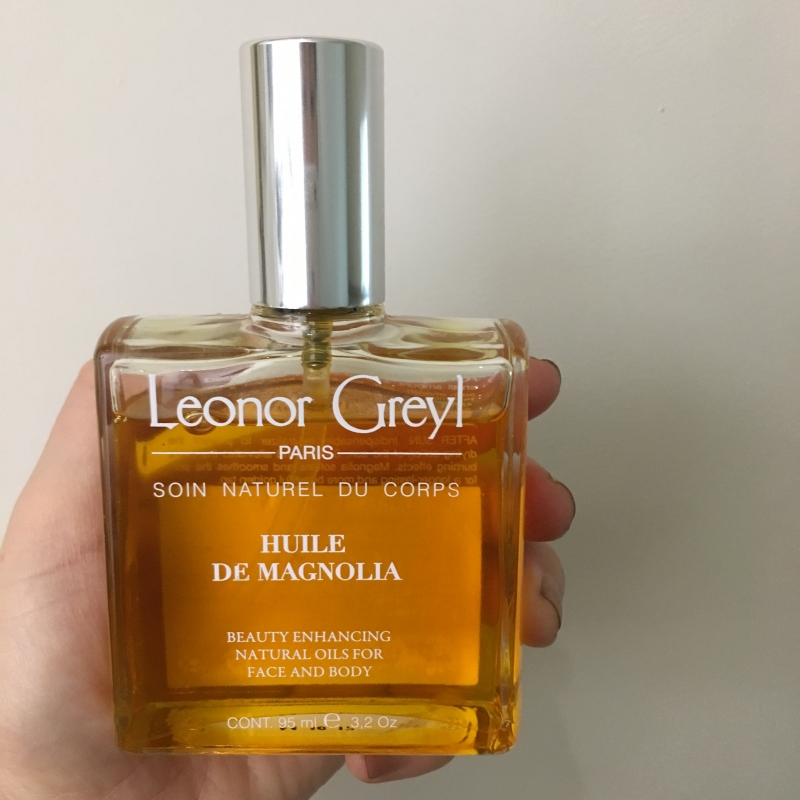 Leonor Greyl
PARIS
SOIN NATUREL DU CORPS
HUILE
DE MAGNOLIA
BEAUTY ENHANCING
NATURAL OILS FOR
FACE AND BODY
CONT. 95 ml e 3,2 Oz